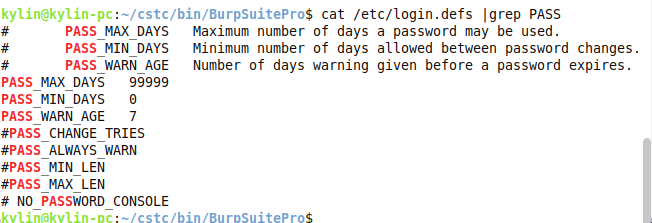 kylin@kylin-pc:~/cstc/bin/BurpSuitePro$ cat /etc/login.defs |grep PASS
#       PASS_MAX_DAYS   Maximum number of days a password may be used.
#       PASS_MIN_DAYS   Minimum number of days allowed between password changes.
#       PASS_WARN_AGE   Number of days warning given before a password expires.
PASS_MAX_DAYS   99999
PASS_MIN_DAYS   0
PASS_WARN_AGE   7
#PASS_CHANGE_TRIES
#PASS_ALWAYS_WARN
#PASS_MIN_LEN
#PASS_MAX_LEN
# NO_PASSWORD_CONSOLE
kylin@kylin-pc:~/cstc/bin/BurpSuitePro$